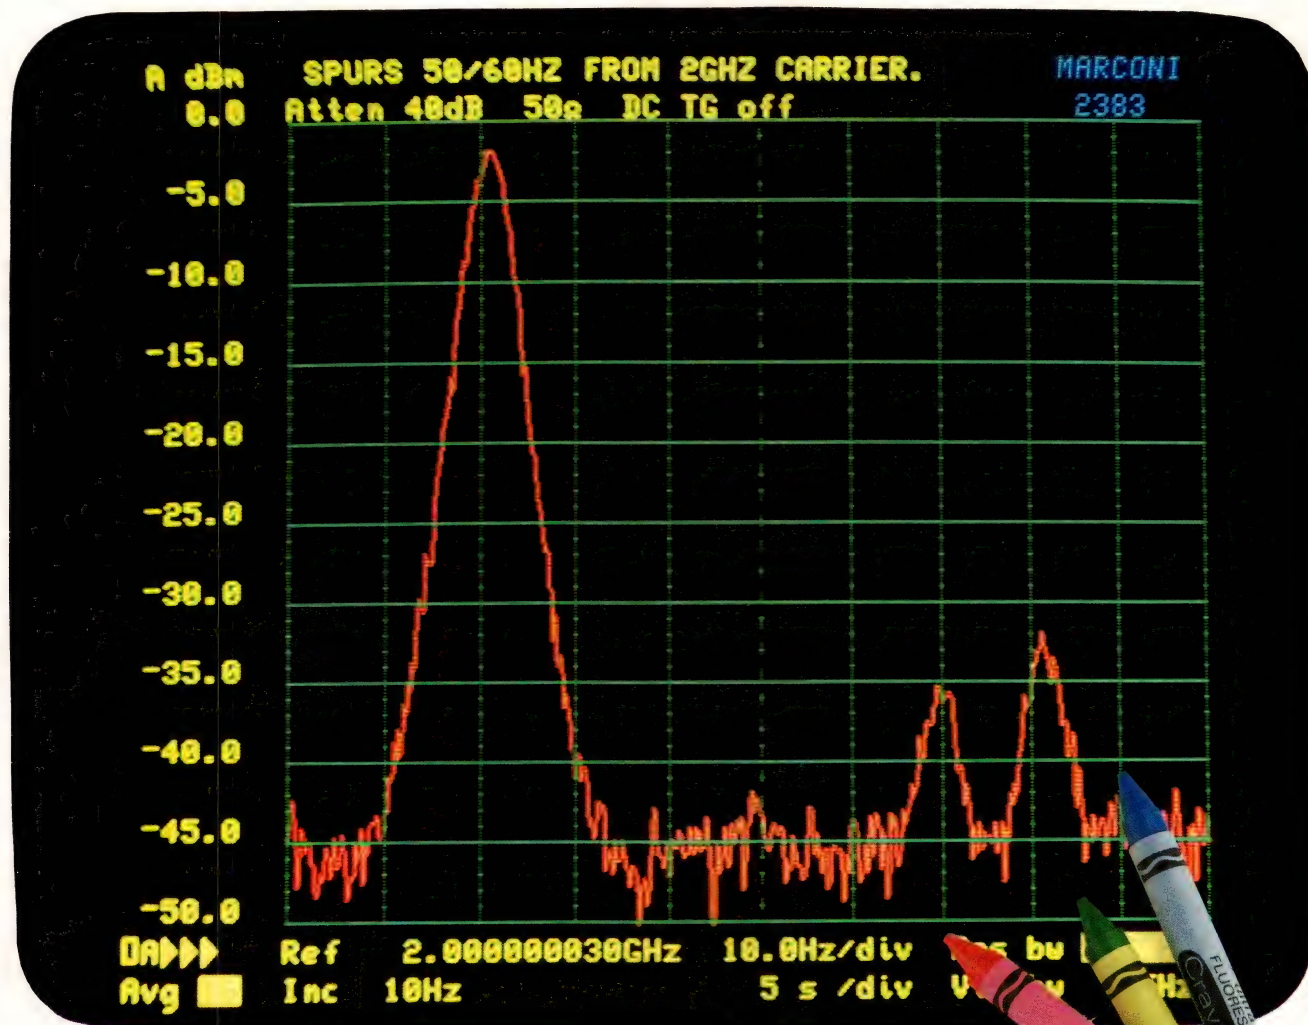 A dBm SPURS 50/60HZ FROM 2GHZ CARRIER. MARCONI
0.0 Atten 40dB 50Ω DC TG off 2383
-5.0
-10.0
-15.0
-20.0
-25.0
-30.0
-35.0
-40.0
-45.0
-50.0
Ref 2.000000030GHz 10.0Hz/div bw
Avg Inc 10Hz 5 s /div